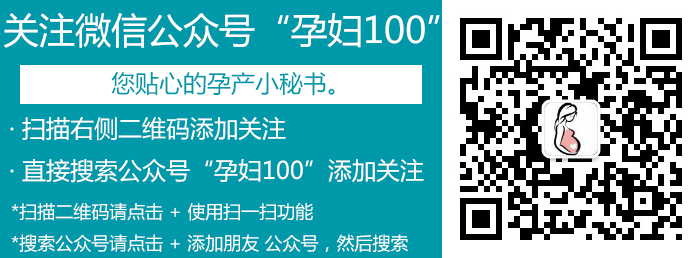 关注微信公众号“孕妇100”
您贴心的孕产小秘书。
· 扫描右侧二维码添加关注
· 直接搜索公众号“孕妇100”添加关注
*扫描二维码请点击 + 使用扫一扫功能
*搜索公众号请点击 + 添加朋友 公众号，然后搜索